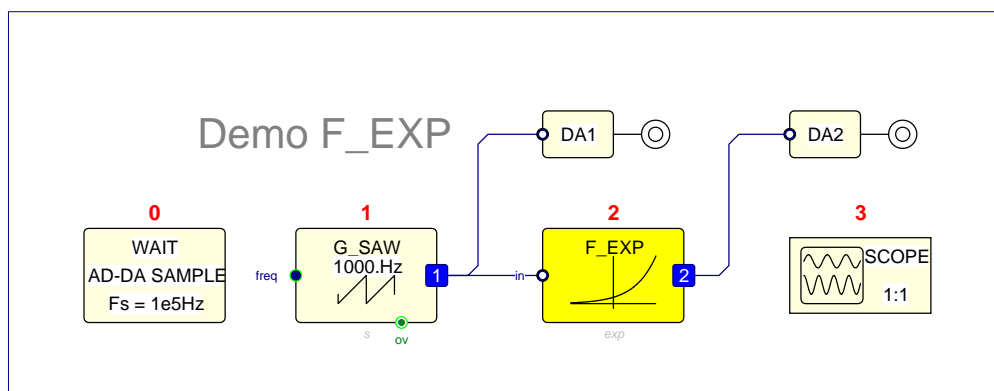 Demo F_EXP
DA1
DA2
0
1
2
3
WAIT
AD-DA SAMPLE
Fs = 1e5Hz
freq
G_SAW
1000.Hz
1
s
ov
in
F_EXP
2
exp
SCOPE
1:1